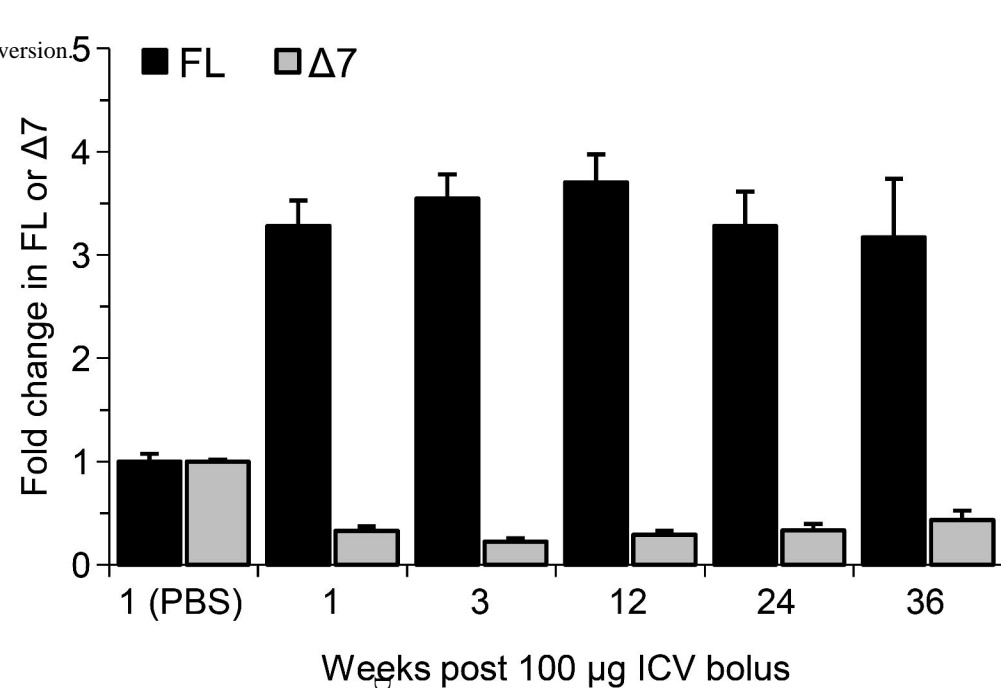 version.
FL Δ7
Fold change in FL or Δ7
5
4
3
2
1
0
1 (PBS) 1 3 12 24 36
Weeks post 100 µg ICV bolus